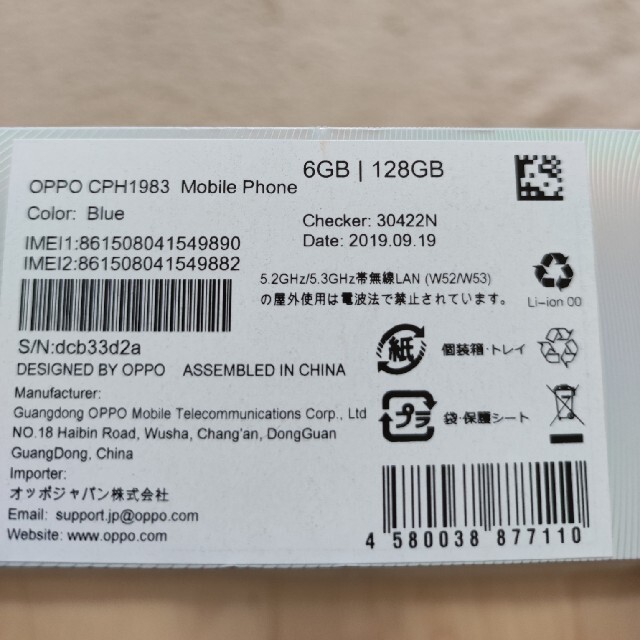 OPPO CPH1983 Mobile Phone
6GB | 128GB
Color: Blue
Checker: 30422N
IMEI1:861508041549890
Date: 2019.09.19
IMEI2:861508041549882
5.2GHz/5.3GHz帯無線LAN (W52/W53)
の屋外使用は電波法で禁止されています。
Li-ion 00
S/N:dcb33d2a
紙
個装箱・トレイ
DESIGNED BY OPPO ASSEMBLED IN CHINA
Manufacturer:
Guangdong OPPO Mobile Telecommunications Corp., Ltd
NO.18 Haibin Road, Wusha, Chang'an, DongGuan
GuangDong, China
プラ
袋・保護シート
Importer:
オッポジャパン株式会社
Email: support.jp@oppo.com
Website: www.oppo.com
4 580038 877110